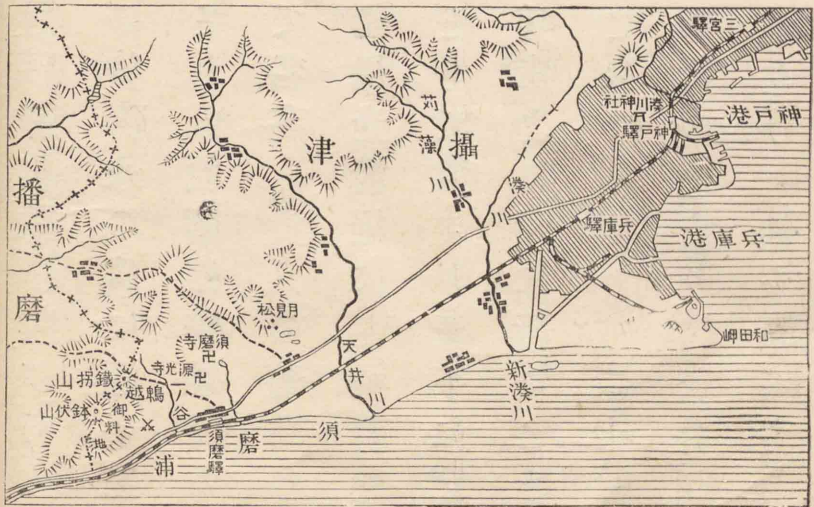 三宮驛
湊川神社
神戸驛
神戸港
兵庫驛
兵庫港
和田岬
攝津
苅藻川
湊川
新湊川
天井川
播磨
月見松
須磨寺
源光寺
一ノ谷
鵯越
鐵拐山
鉢伏山
御料地
須磨驛
須磨浦